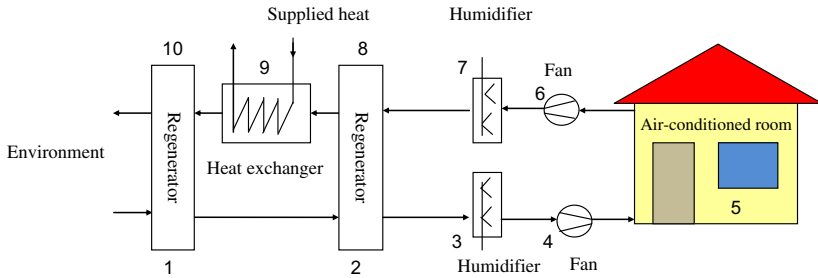 Supplied heat
Humidifier
10
8
9
7
Fan
6
Regenerator
Regenerator
Air-conditioned room
Environment
Heat exchanger
5
3
4
1
2
Humidifier
Fan